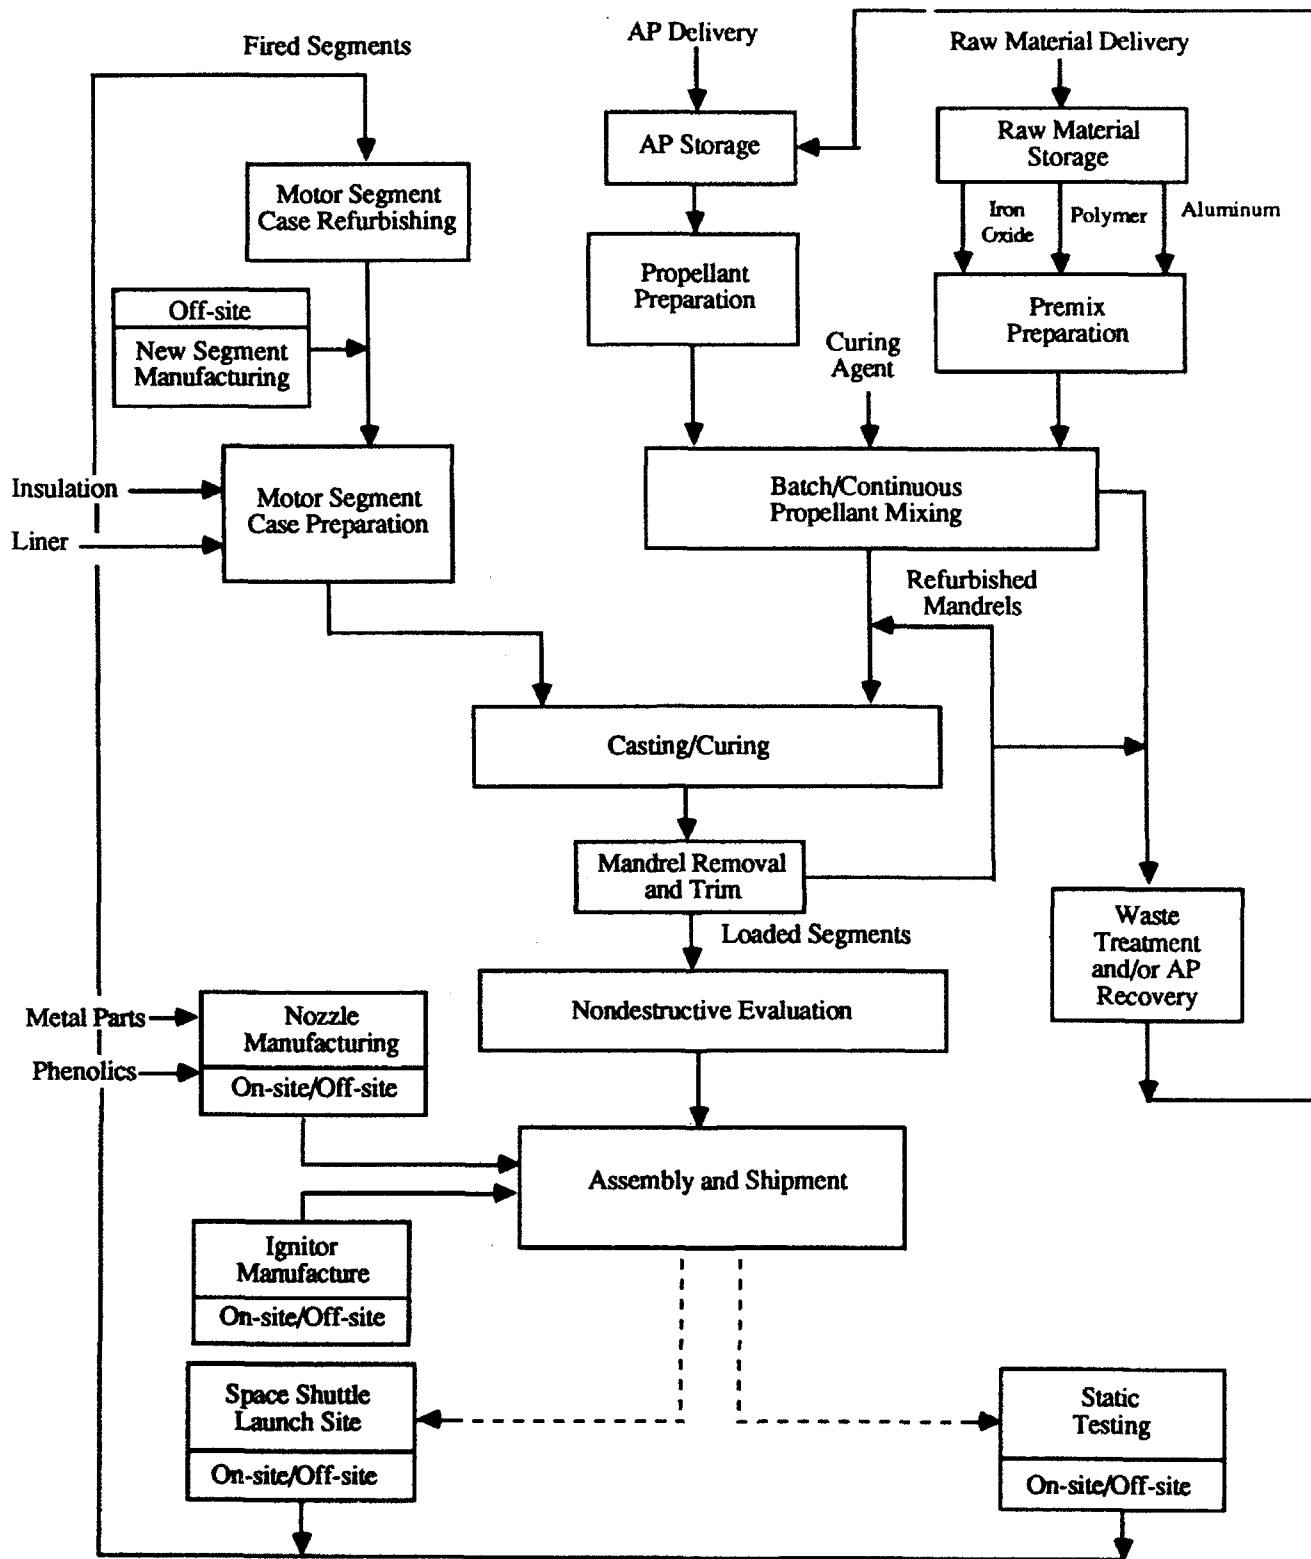 Fired Segments
AP Delivery
Raw Material Delivery
AP Storage
Raw Material
Storage
Motor Segment
Case Refurbishing
Iron
Oxide
Polymer
Aluminum
Propellant
Preparation
Premix
Preparation
Off-site
New Segment
Manufacturing
Curing
Agent
Insulation
Liner
Motor Segment
Case Preparation
Batch/Continuous
Propellant Mixing
Refurbished
Mandrels
Casting/Curing
Mandrel Removal
and Trim
Loaded Segments
Waste
Treatment
and/or AP
Recovery
Nondestructive Evaluation
Metal Parts
Phenolics
Nozzle
Manufacturing
On-site/Off-site
Assembly and Shipment
Ignitor
Manufacture
On-site/Off-site
Space Shuttle
Launch Site
On-site/Off-site
Static
Testing
On-site/Off-site